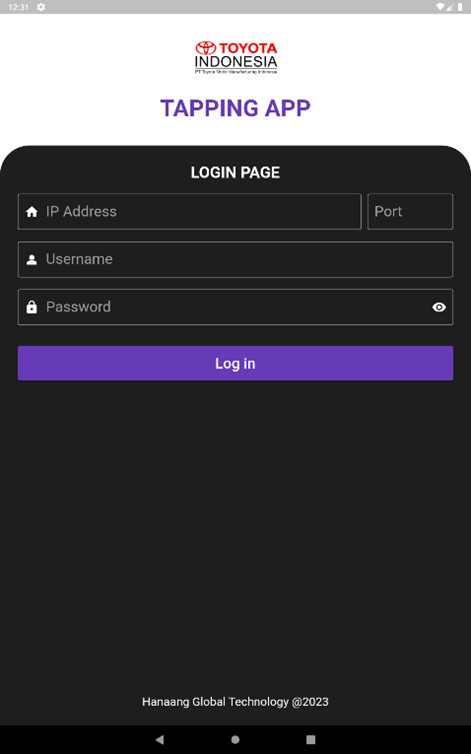 12:31
TOYOTA
INDONESIA
PT Toyota Motor Manufacturing Indonesia
TAPPING APP
LOGIN PAGE
IP Address Port
Username
Password
Log in
Hanaang Global Technology @2023